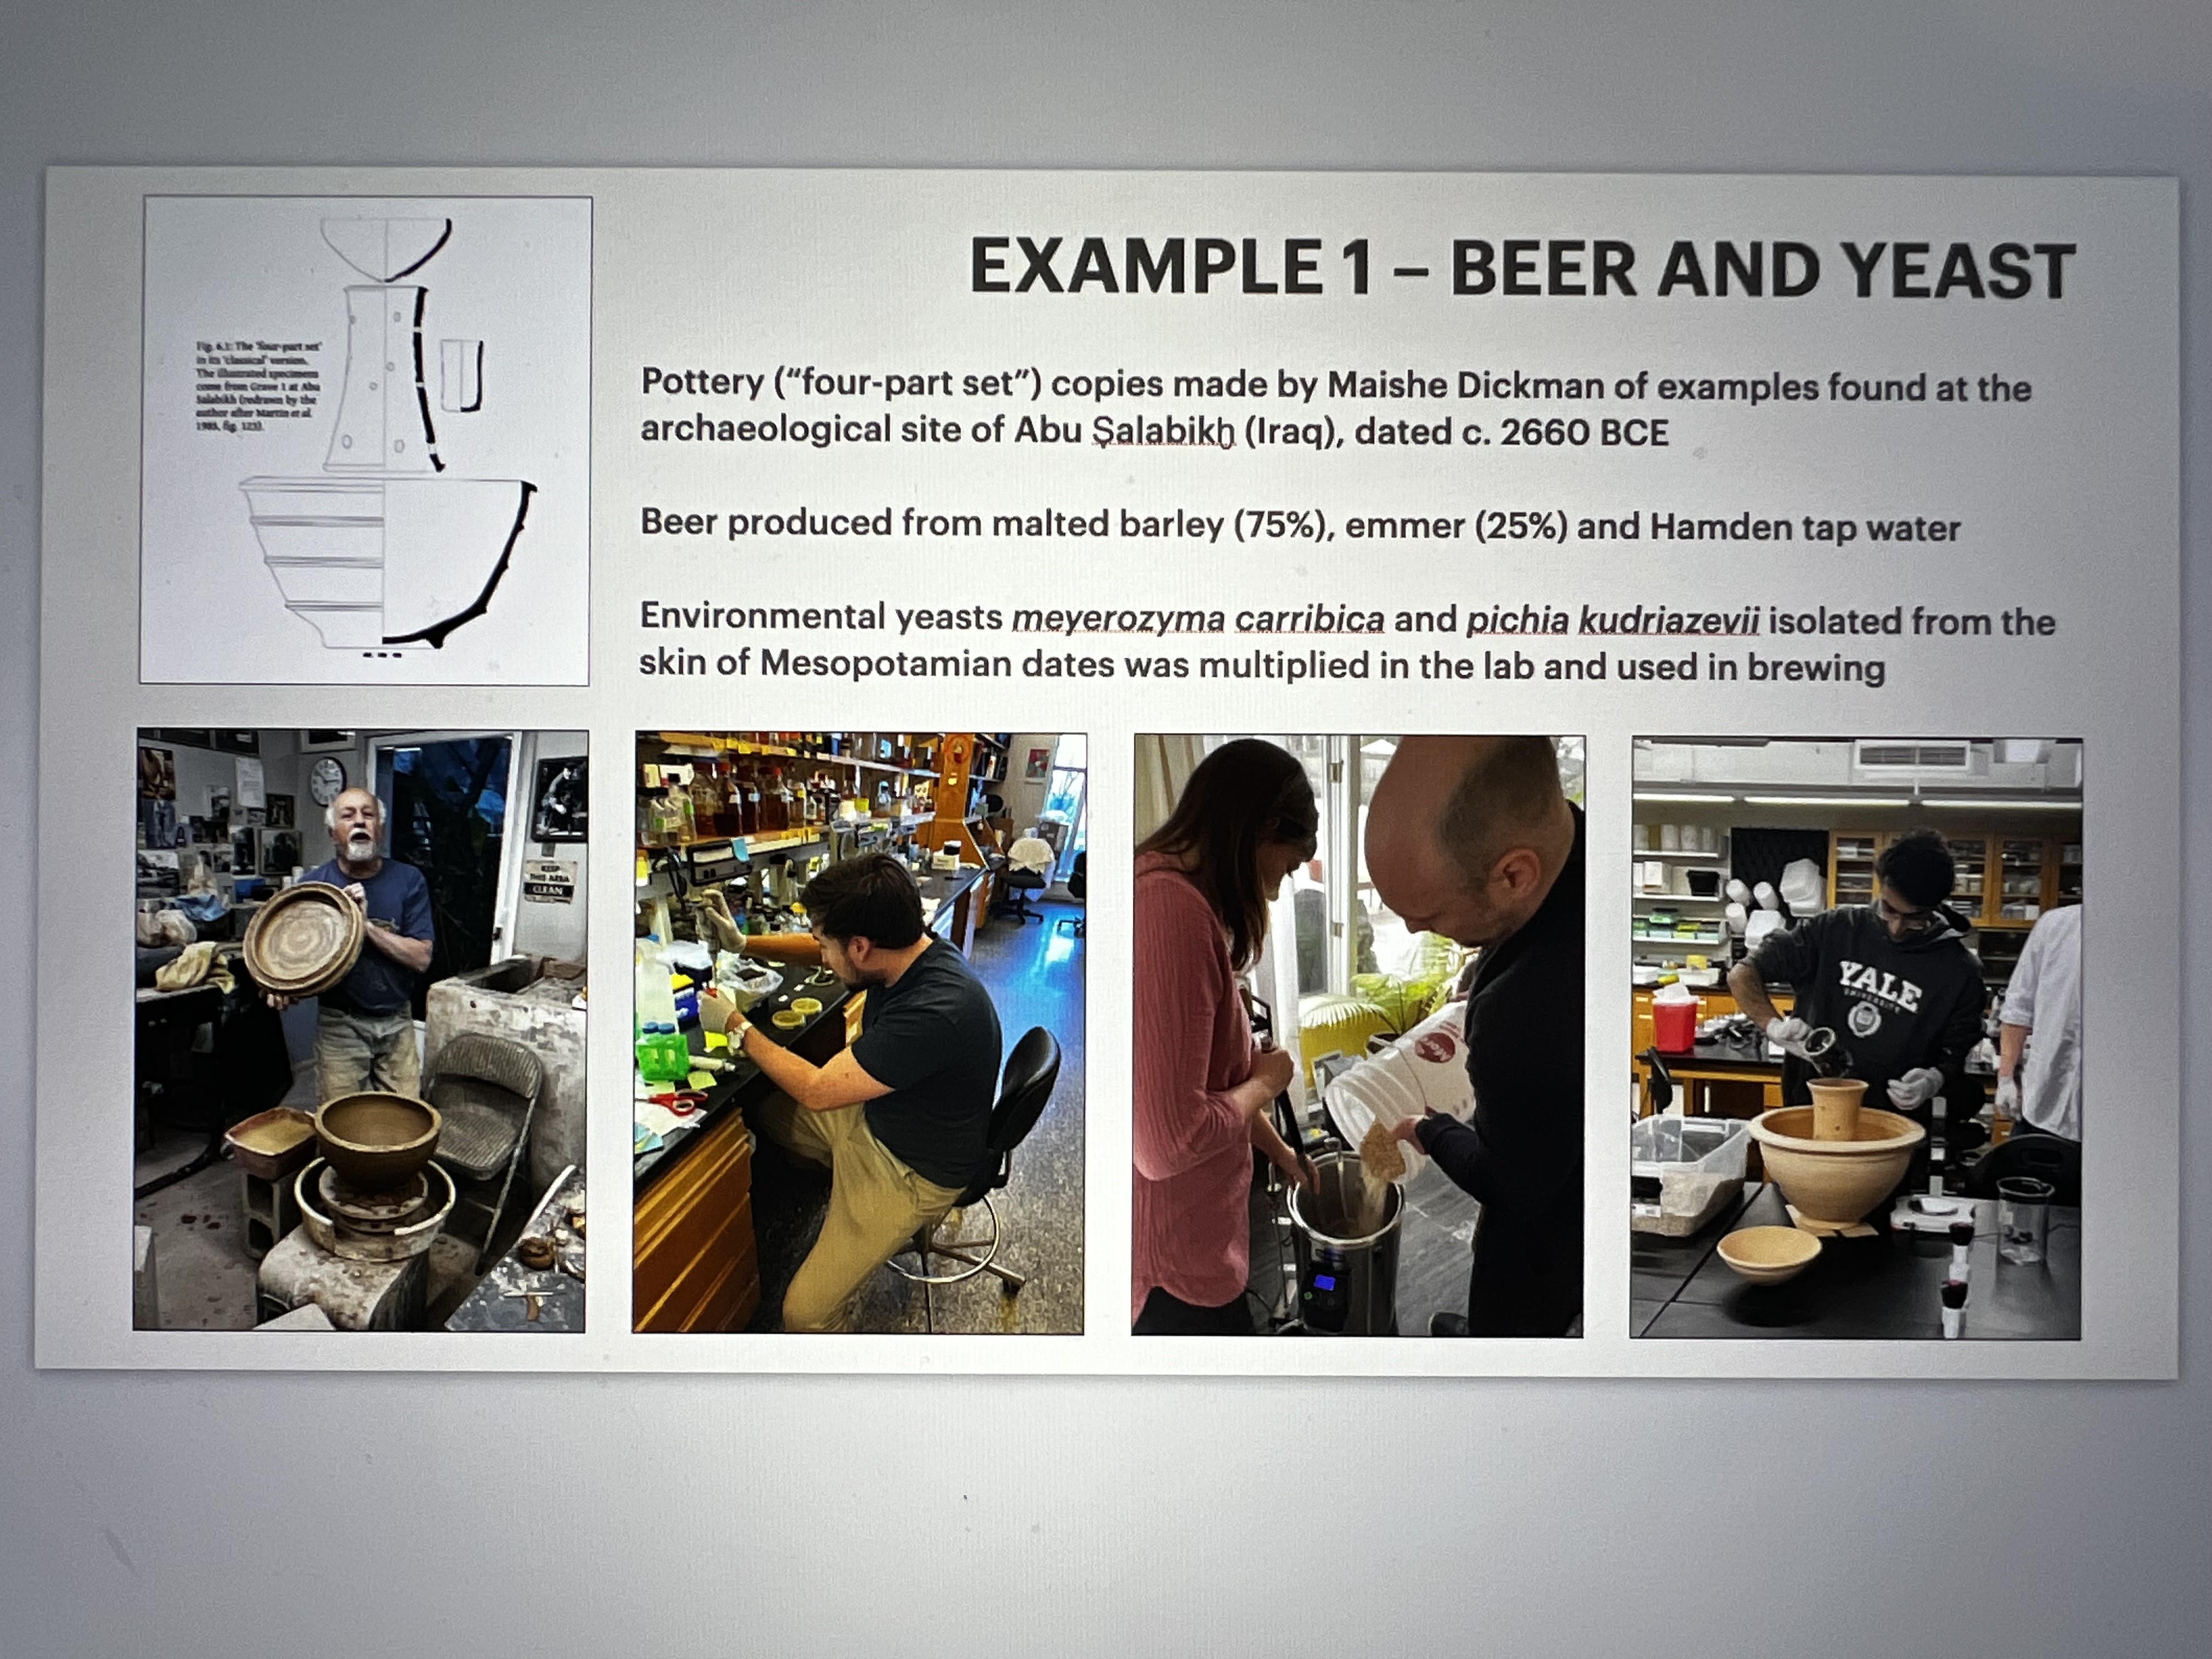 EXAMPLE 1 – BEER AND YEAST
Fig. 6.1: The 'four-part set'
in its 'classical' version.
The illustrated specimens
come from Grave 1 at Abu
Salabikh (redrawn by the
author after Martin et al.
1985, fig. 123).
Pottery (“four-part set”) copies made by Maishe Dickman of examples found at the
archaeological site of Abu Ṣalabikḫ (Iraq), dated c. 2660 BCE
Beer produced from malted barley (75%), emmer (25%) and Hamden tap water
Environmental yeasts meyerozyma carribica and pichia kudriazevii isolated from the
skin of Mesopotamian dates was multiplied in the lab and used in brewing
KEEP
THIS AREA
CLEAN
YALE
UNIVERSITY